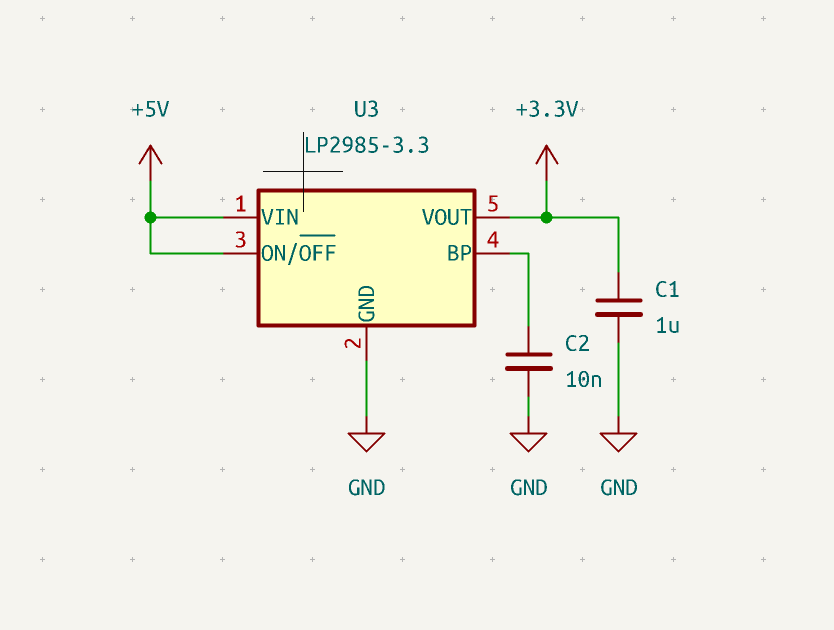 +5V
U3
+3.3V
LP2985-3.3
1
VIN
VOUT
5
3
ON/OFF
BP
4
GND
2
C1
1u
C2
10n
GND
GND
GND